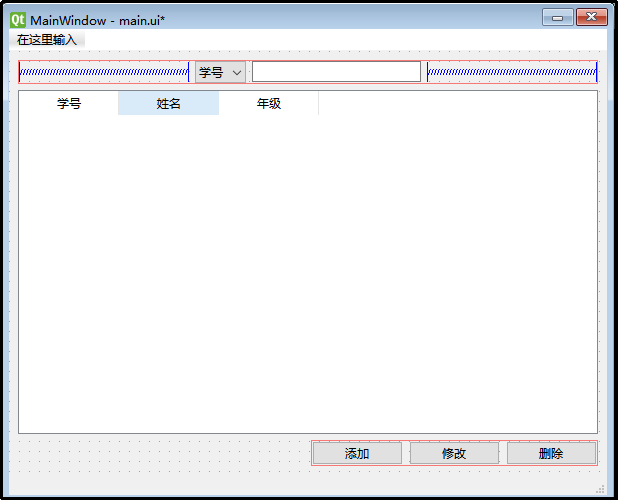 Qt MainWindow - main.ui*
在这里输入
学号
学号 姓名 年级
添加 修改 删除